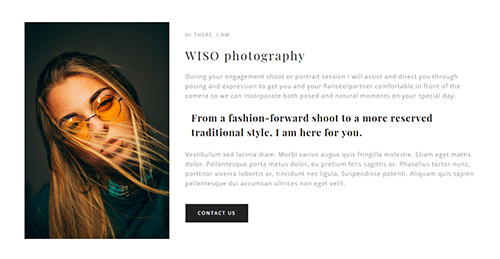 HI THERE, I AM
WISO photography
During your engagement shoot or portrait session I will assist and direct you through
posing and expression to get you and your fiancée/partner comfortable in front of the
camera so we can incorporate both posed and natural moments on your special day.
From a fashion-forward shoot to a more reserved
traditional style, I am here for you.
Vestibulum sed lacinia diam. Morbi varius augue quis fringilla molestie. Etiam eget mattis
dolor. Pellentesque porta metus dolor, eu pretium felis sagittis ac. Phasellus tortor nunc,
porttitor viverra lobortis ac, tincidunt nec ligula. Suspendisse potenti. Aliquam quis sapien
pellentesque dui accumsan ultrices non eget velit.
CONTACT US